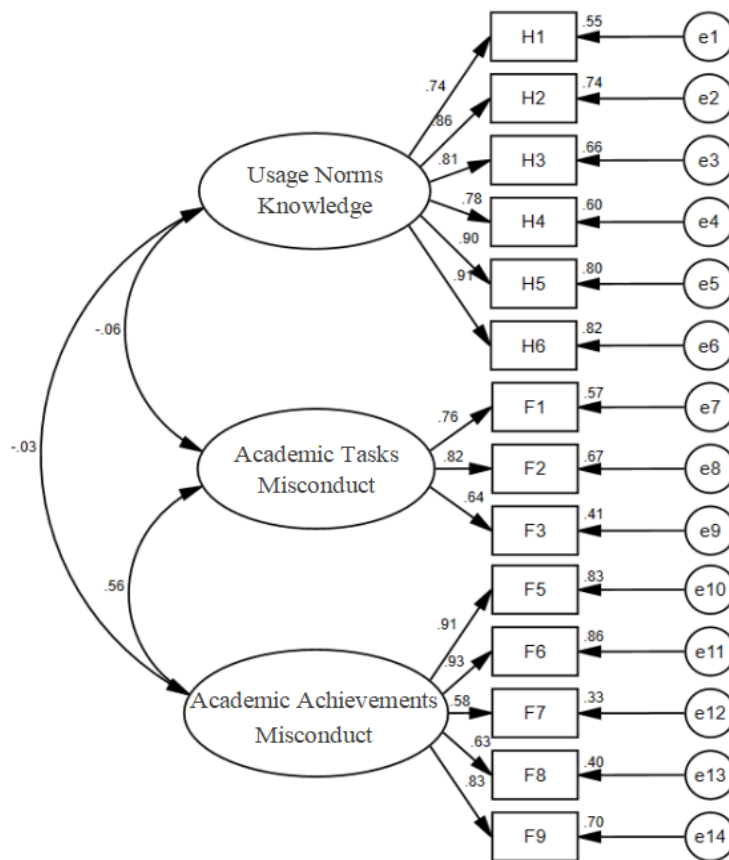 .55
H1
e1
.74
.74
H2
e2
.86
.66
H3
e3
.81
Usage Norms
Knowledge
.60
H4
e4
.78
.80
H5
e5
.90
.82
H6
e6
.91
-.06
.57
F1
e7
.76
-.03
Academic Tasks
Misconduct
.67
F2
e8
.82
.41
F3
e9
.64
.56
.83
F5
e10
.91
.86
F6
e11
.93
Academic Achievements
Misconduct
.33
F7
e12
.58
.40
F8
e13
.63
.70
F9
e14
.83